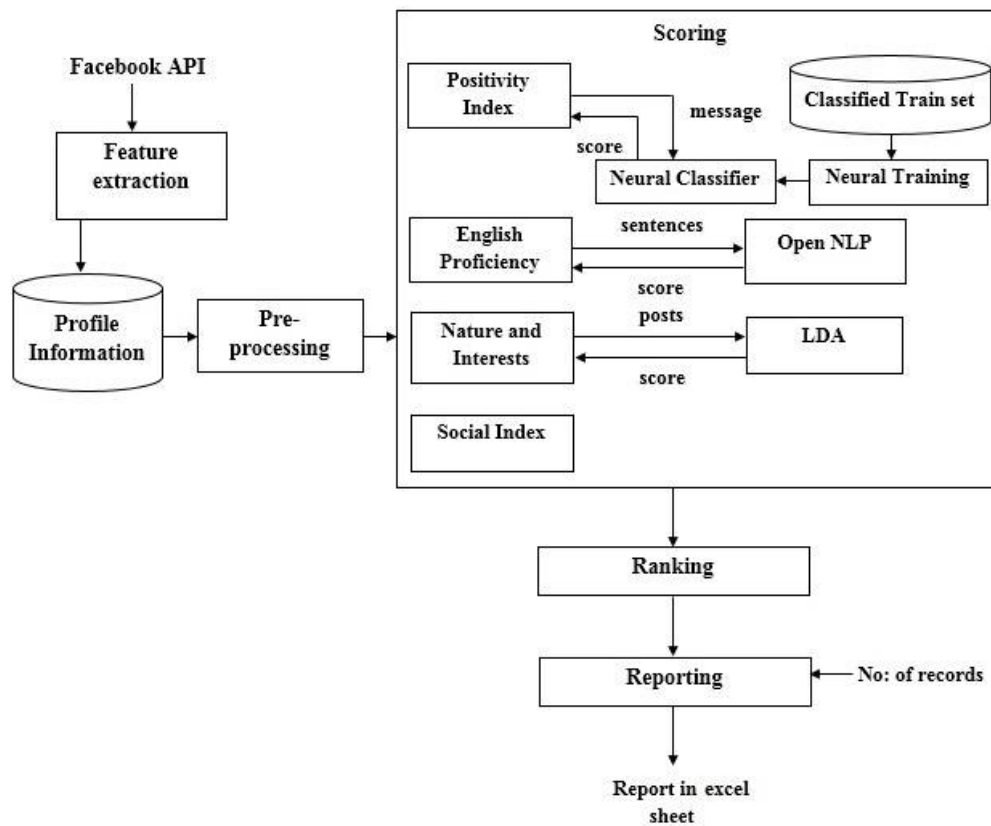 Facebook API
Feature
extraction
Profile
Information
Pre-
processing
Scoring
Positivity
Index
message
score
Classified Train set
Neural Classifier
Neural Training
English
Proficiency
sentences
Open NLP
score
Nature and
Interests
posts
LDA
score
Social Index
Ranking
Reporting
No: of records
Report in excel
sheet